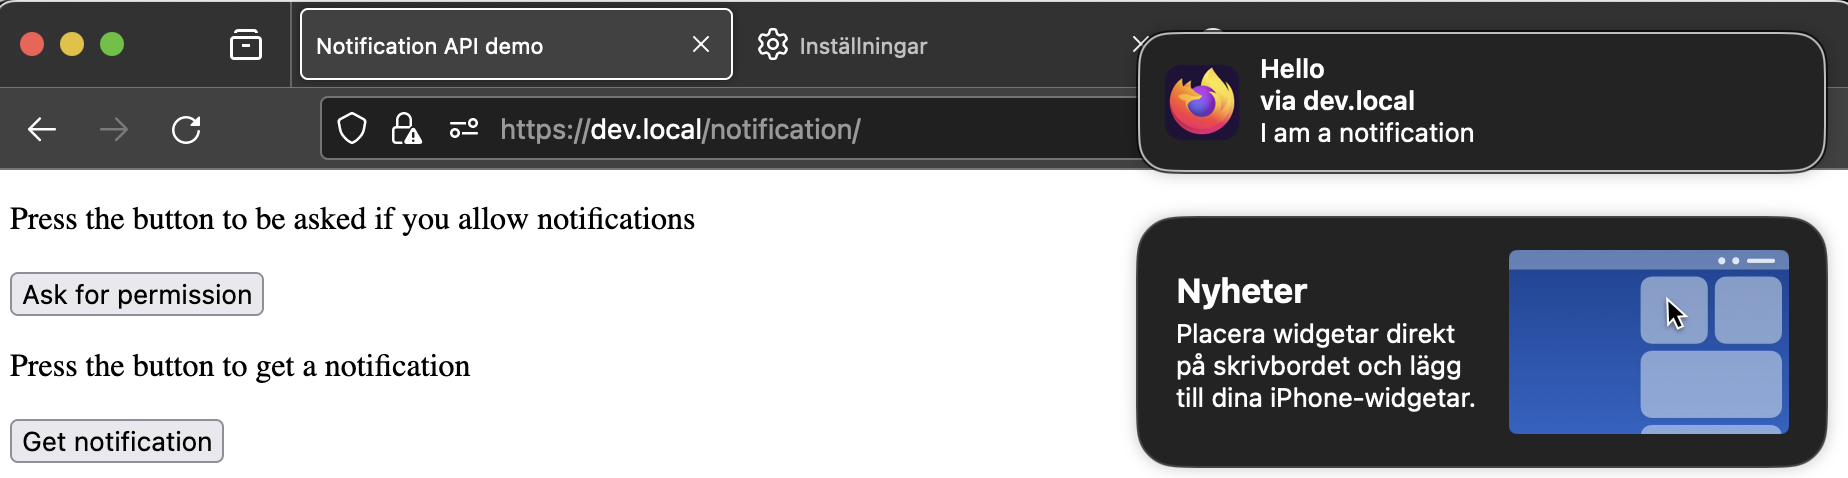 Notification API demo
Inställningar
https://dev.local/notification/
Hello
via dev.local
I am a notification
Press the button to be asked if you allow notifications
Ask for permission
Press the button to get a notification
Get notification
Nyheter
Placera widgetar direkt
på skrivbordet och lägg
till dina iPhone-widgetar.